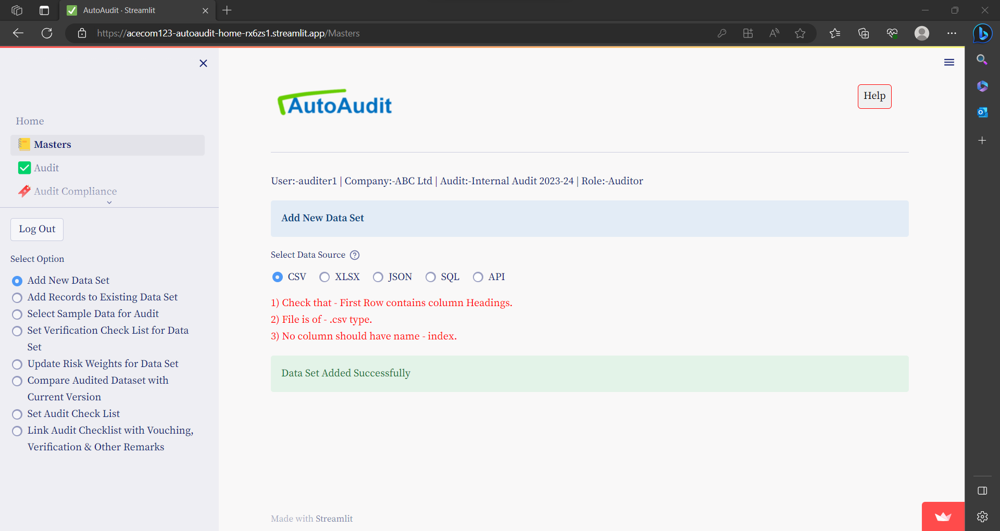 AutoAudit · Streamlit
https://acecom123-autoaudit-home-rx6zs1.streamlit.app/Masters
Home
Masters
Audit
Audit Compliance
Log Out
Select Option
Add New Data Set
Add Records to Existing Data Set
Select Sample Data for Audit
Set Verification Check List for Data
Set
Update Risk Weights for Data Set
Compare Audited Dataset with
Current Version
Set Audit Check List
Link Audit Checklist with Vouching,
Verification & Other Remarks
AutoAudit
Help
User:-auditer1 | Company:-ABC Ltd | Audit:-Internal Audit 2023-24 | Role:-Auditor
Add New Data Set
Select Data Source
CSV XLSX JSON SQL API
1) Check that - First Row contains column Headings.
2) File is of - .csv type.
3) No column should have name - index.
Data Set Added Successfully
Made with Streamlit